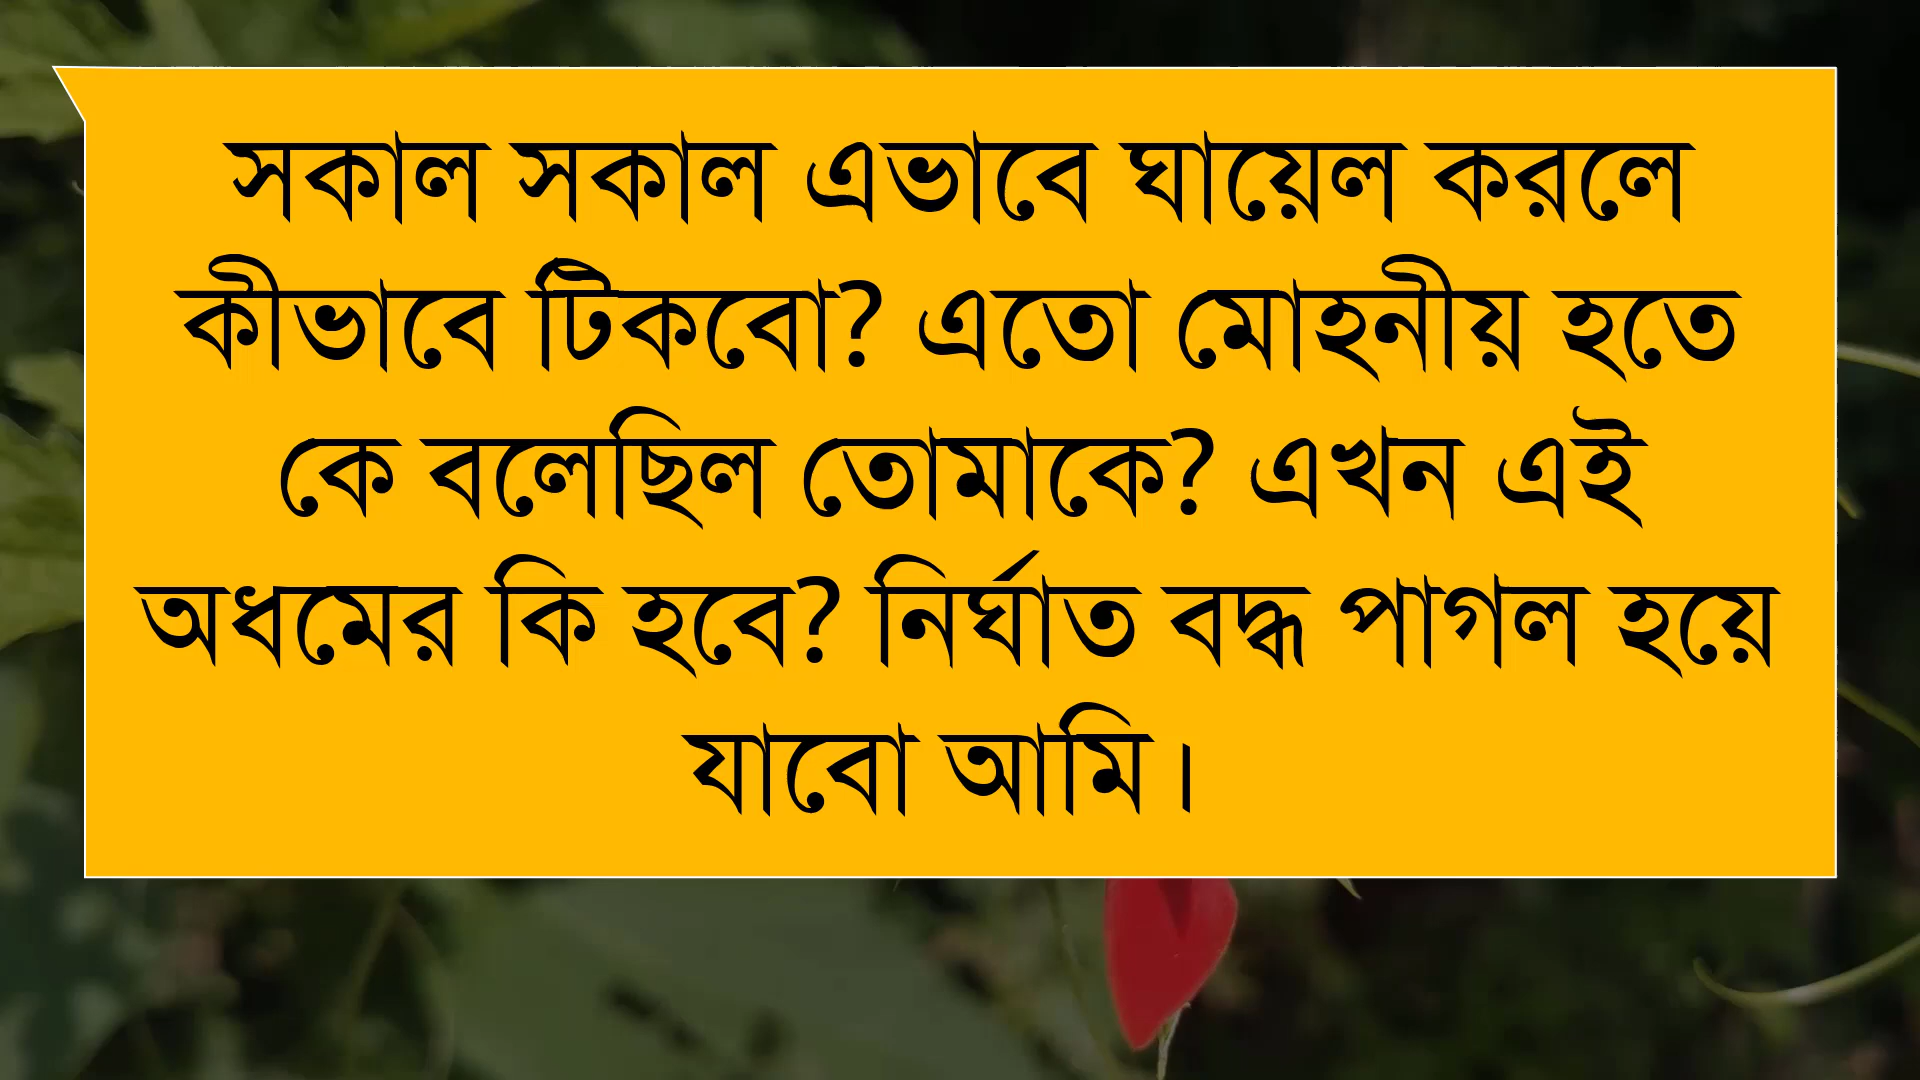 সকাল সকাল এভাবে ঘায়েল করলে
কীভাবে টিকবো? এতো মোহনীয় হতে
কে বলেছিল তোমাকে? এখন এই
অধমের কি হবে? নির্ঘাত বদ্ধ পাগল হয়ে
যাবো আমি।